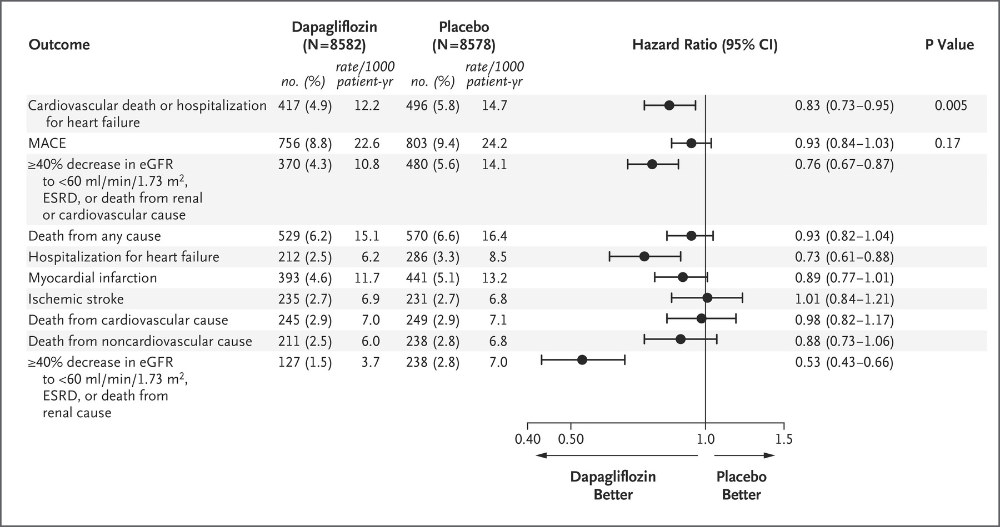 Outcome Dapagliflozin (N=8582) Placebo (N=8578) Hazard Ratio (95% CI) P Value
no. (%) rate/1000 patient-yr no. (%) rate/1000 patient-yr
Cardiovascular death or hospitalization 417 (4.9) 12.2 496 (5.8) 14.7 0.83 (0.73–0.95) 0.005
for heart failure
MACE 756 (8.8) 22.6 803 (9.4) 24.2 0.93 (0.84–1.03) 0.17
≥40% decrease in eGFR 370 (4.3) 10.8 480 (5.6) 14.1 0.76 (0.67–0.87)
to <60 ml/min/1.73 m², 
ESRD, or death from renal
or cardiovascular cause
Death from any cause 529 (6.2) 15.1 570 (6.6) 16.4 0.93 (0.82–1.04)
Hospitalization for heart failure 212 (2.5) 6.2 286 (3.3) 8.5 0.73 (0.61–0.88)
Myocardial infarction 393 (4.6) 11.7 441 (5.1) 13.2 0.89 (0.77–1.01)
Ischemic stroke 235 (2.7) 6.9 231 (2.7) 6.8 1.01 (0.84–1.21)
Death from cardiovascular cause 245 (2.9) 7.0 249 (2.9) 7.1 0.98 (0.82–1.17)
Death from noncardiovascular cause 211 (2.5) 6.0 238 (2.8) 6.8 0.88 (0.73–1.06)
≥40% decrease in eGFR 127 (1.5) 3.7 238 (2.8) 7.0 0.53 (0.43–0.66)
to <60 ml/min/1.73 m²,
ESRD, or death from
renal cause
0.40 0.50 1.0 1.5
Dapagliflozin Placebo
Better Better